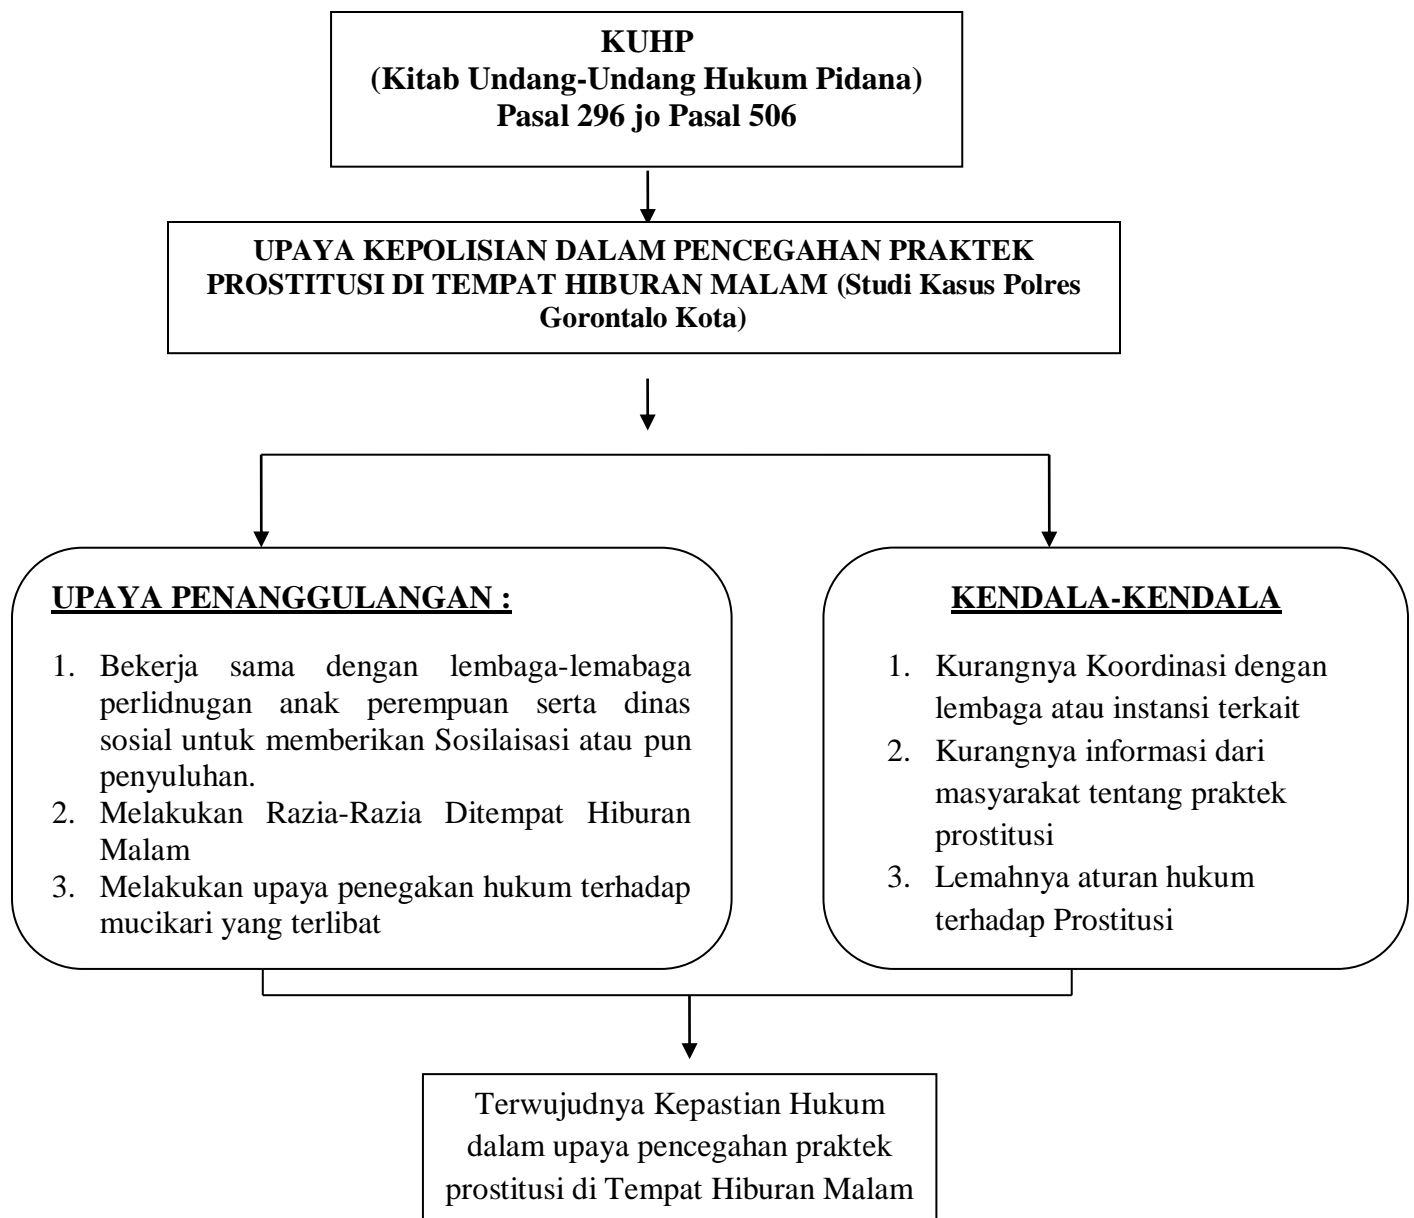 KUHP
(Kitab Undang-Undang Hukum Pidana)
Pasal 296 jo Pasal 506
UPAYA KEPOLISIAN DALAM PENCEGAHAN PRAKTEK
PROSTITUSI DI TEMPAT HIBURAN MALAM (Studi Kasus Polres
Gorontalo Kota)
UPAYA PENANGGULANGAN :
1. Bekerja sama dengan lembaga-lemabaga
perlidnugan anak perempuan serta dinas
sosial untuk memberikan Sosilaisasi atau pun
penyuluhan.
2. Melakukan Razia-Razia Ditempat Hiburan
Malam
3. Melakukan upaya penegakan hukum terhadap
mucikari yang terlibat
KENDALA-KENDALA
1. Kurangnya Koordinasi dengan
lembaga atau instansi terkait
2. Kurangnya informasi dari
masyarakat tentang praktek
prostitusi
3. Lemahnya aturan hukum
terhadap Prostitusi
Terwujudnya Kepastian Hukum
dalam upaya pencegahan praktek
prostitusi di Tempat Hiburan Malam